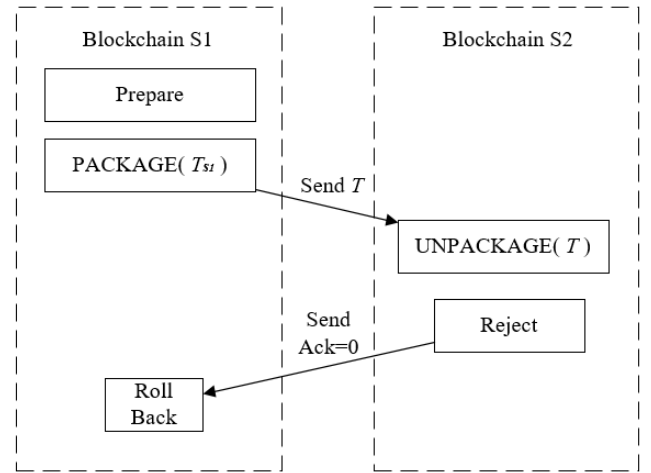 Blockchain S1
Blockchain S2
Prepare
PACKAGE( Ts1 )
Send T
UNPACKAGE( T )
Send
Ack=0
Reject
Roll
Back